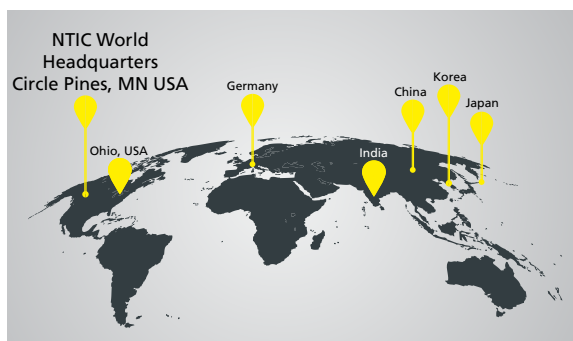 NTIC World
Headquarters
Circle Pines, MN USA
Ohio, USA
Germany
India
China
Korea
Japan